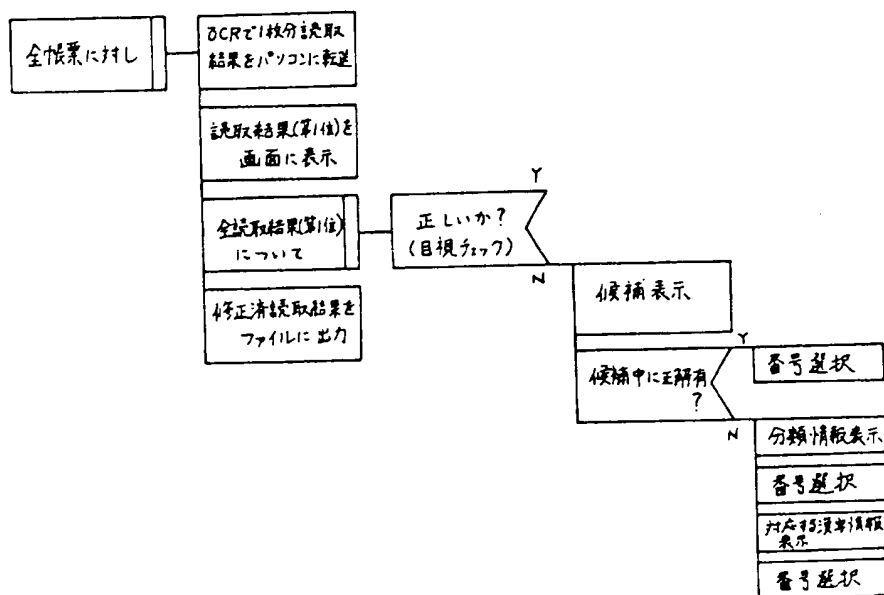 全帳票に対し
OCRで1枚分読取
結果をパソコンに転送
読取結果(第1位)を
画面に表示
全読取結果(第1位)
について
修正済読取結果を
ファイルに出力
正しいか?
(目視チェック)
Y
N
候補表示
候補中に正解有
?
Y
N
番号選択
分類情報表示
番号選択
対応する漢字情報
表示
番号選択